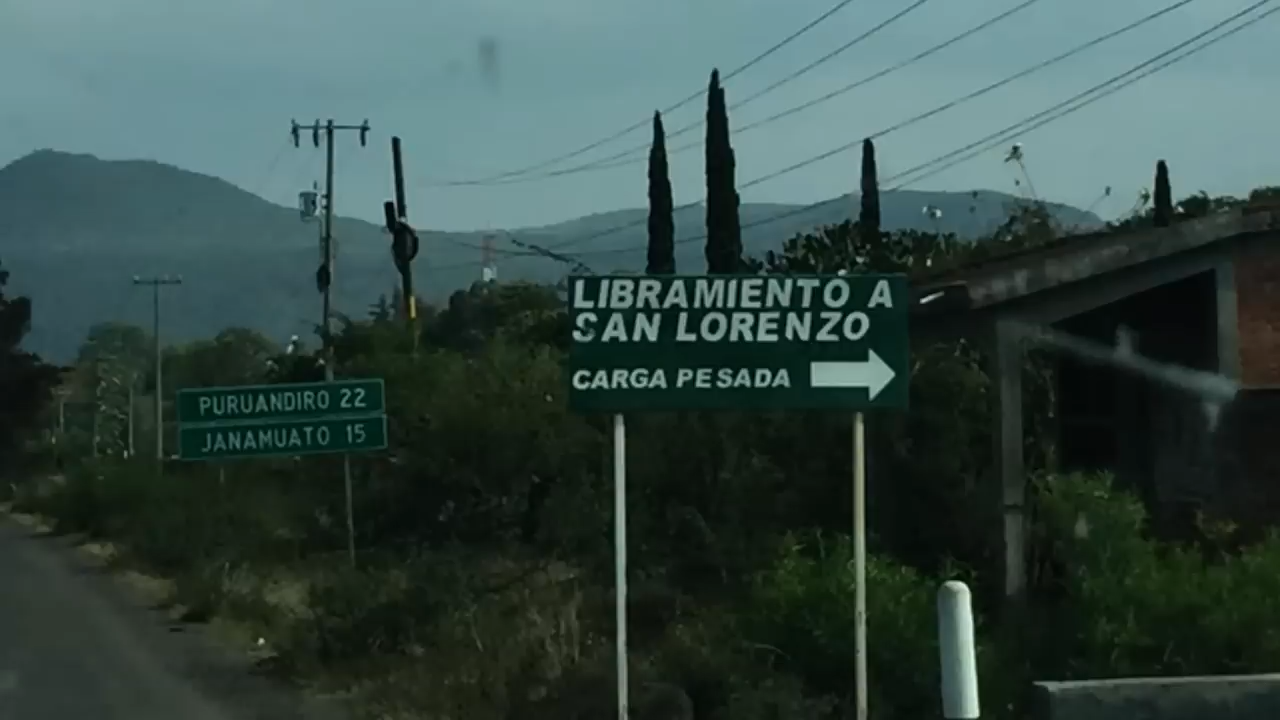 PURUANDIRO 22
JANAMUATO 15
LIBRAMIENTO A
SAN LORENZO
CARGA PESADA